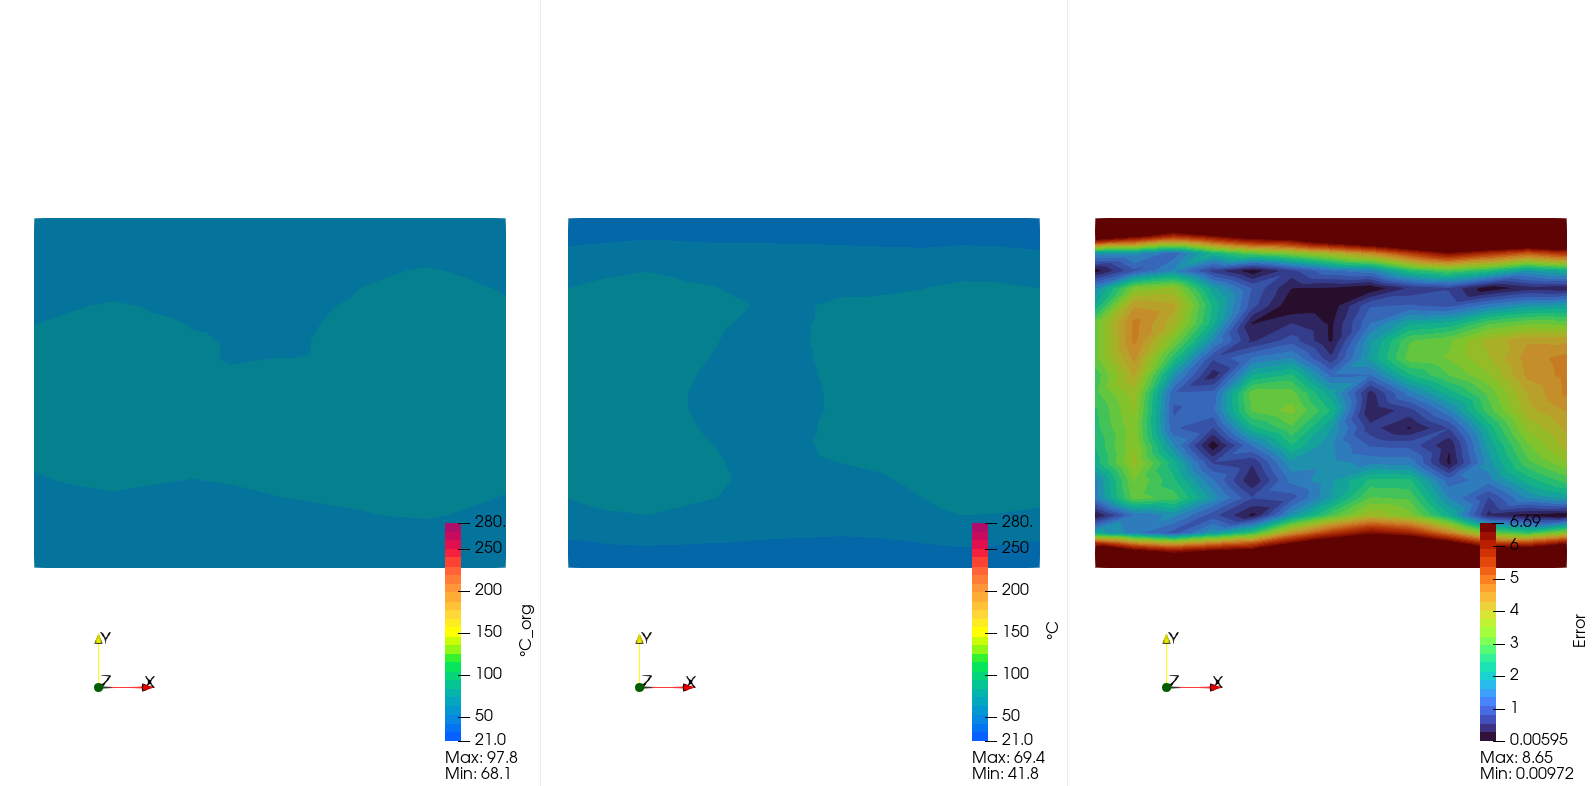 280.
250
200
150
100
50
21.0
°C_org
Max: 97.8
Min: 68.1
Y
Z
X
280.
250
200
150
100
50
21.0
°C
Max: 69.4
Min: 41.8
Y
Z
X
6.69
6
5
4
3
2
1
0.00595
Error
Max: 8.65
Min: 0.00972
Y
Z
X